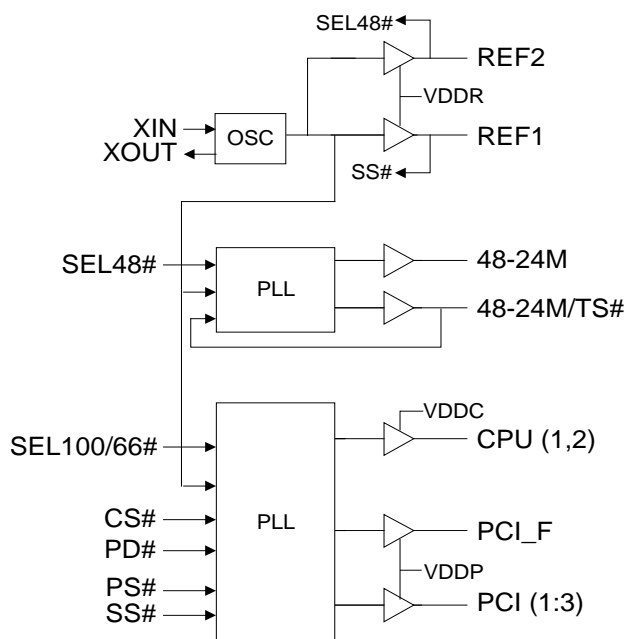 SEL48#
REF2
VDDR
XIN
XOUT
OSC
REF1
SS#
SEL48#
PLL
48-24M
48-24M/TS#
VDDC
SEL100/66#
CPU (1,2)
CS#
PD#
PLL
PCI_F
VDDP
PS#
SS#
PCI (1:3)